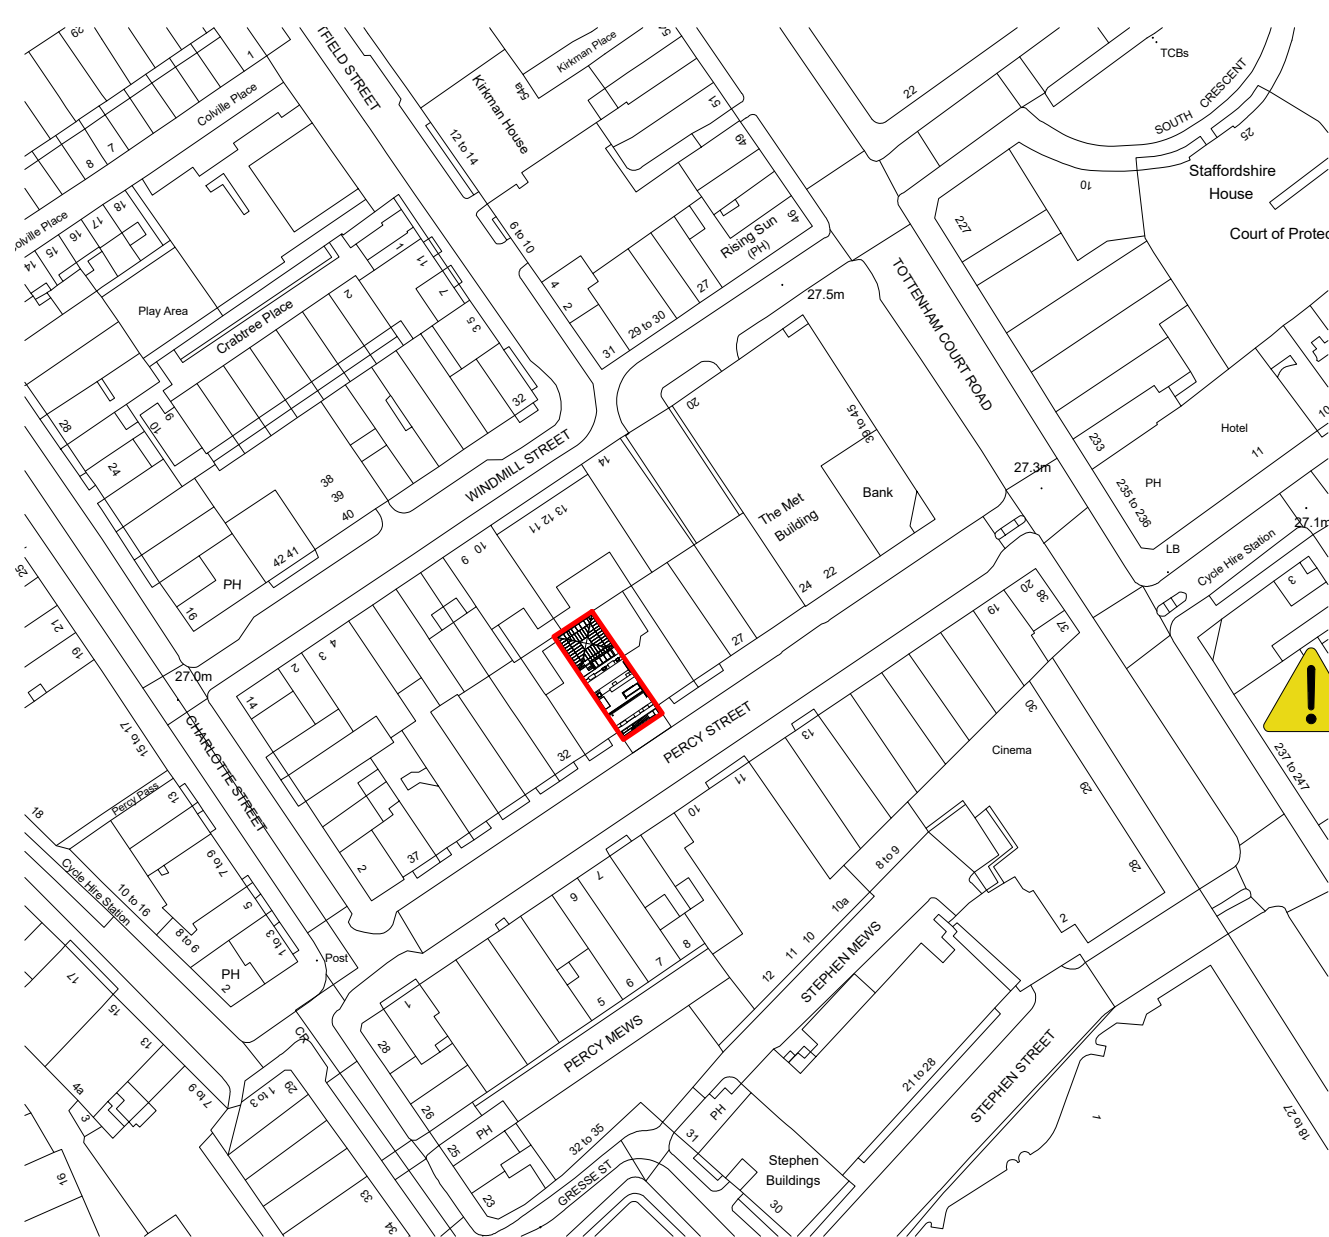 29
1
Colville Place
8
7
TFIELD STREET
Kirkman Place
54a
Kirkman House
12 to 14
51
49
22
TCBs
SOUTH CRESCENT
25
Staffordshire
House
Court of Protec
10
227
olville Place
14
15
16
17
18
6 to 10
46
Rising Sun
(PH)
27
29 to 30
31
4
2
27.5m
TOTTENHAM COURT ROAD
1
11
7
3 5
2
Play Area
Crabtree Place
32
28
24
9
10
WINDMILL STREET
38
39
40
42 41
PH
16
20
39 to 45
The Met
Building
Bank
24
22
27.3m
233
235 to 236
PH
Hotel
11
10
27.1m
LB
Cycle Hire Station
3
14
13 12 11
10
9
25
21
19
27.0m
2
3
4
14
27
32
37
2
PERCY STREET
19
20
38
37
30
Cinema
29
28
237 to 247
CHARLOTTE STREET
15 to 17
Percy Pass
13
18
Cycle Hire Station
10 to 16
7 to 9
5
1 to 3
8 to 9
PH
2
Post
13
11
10
8 to 9
10a
7
6
8
7
6
5
12
11
10
STEPHEN MEWS
2
PERCY MEWS
1
28
26
25
PH
23
32 to 35
GRESSE ST
31
PH
Stephen
Buildings
30
21 to 28
STEPHEN STREET
1
18 to 27
17
15
13
4a
3
7 to 9
1 to 3
29
CR
16
33
34